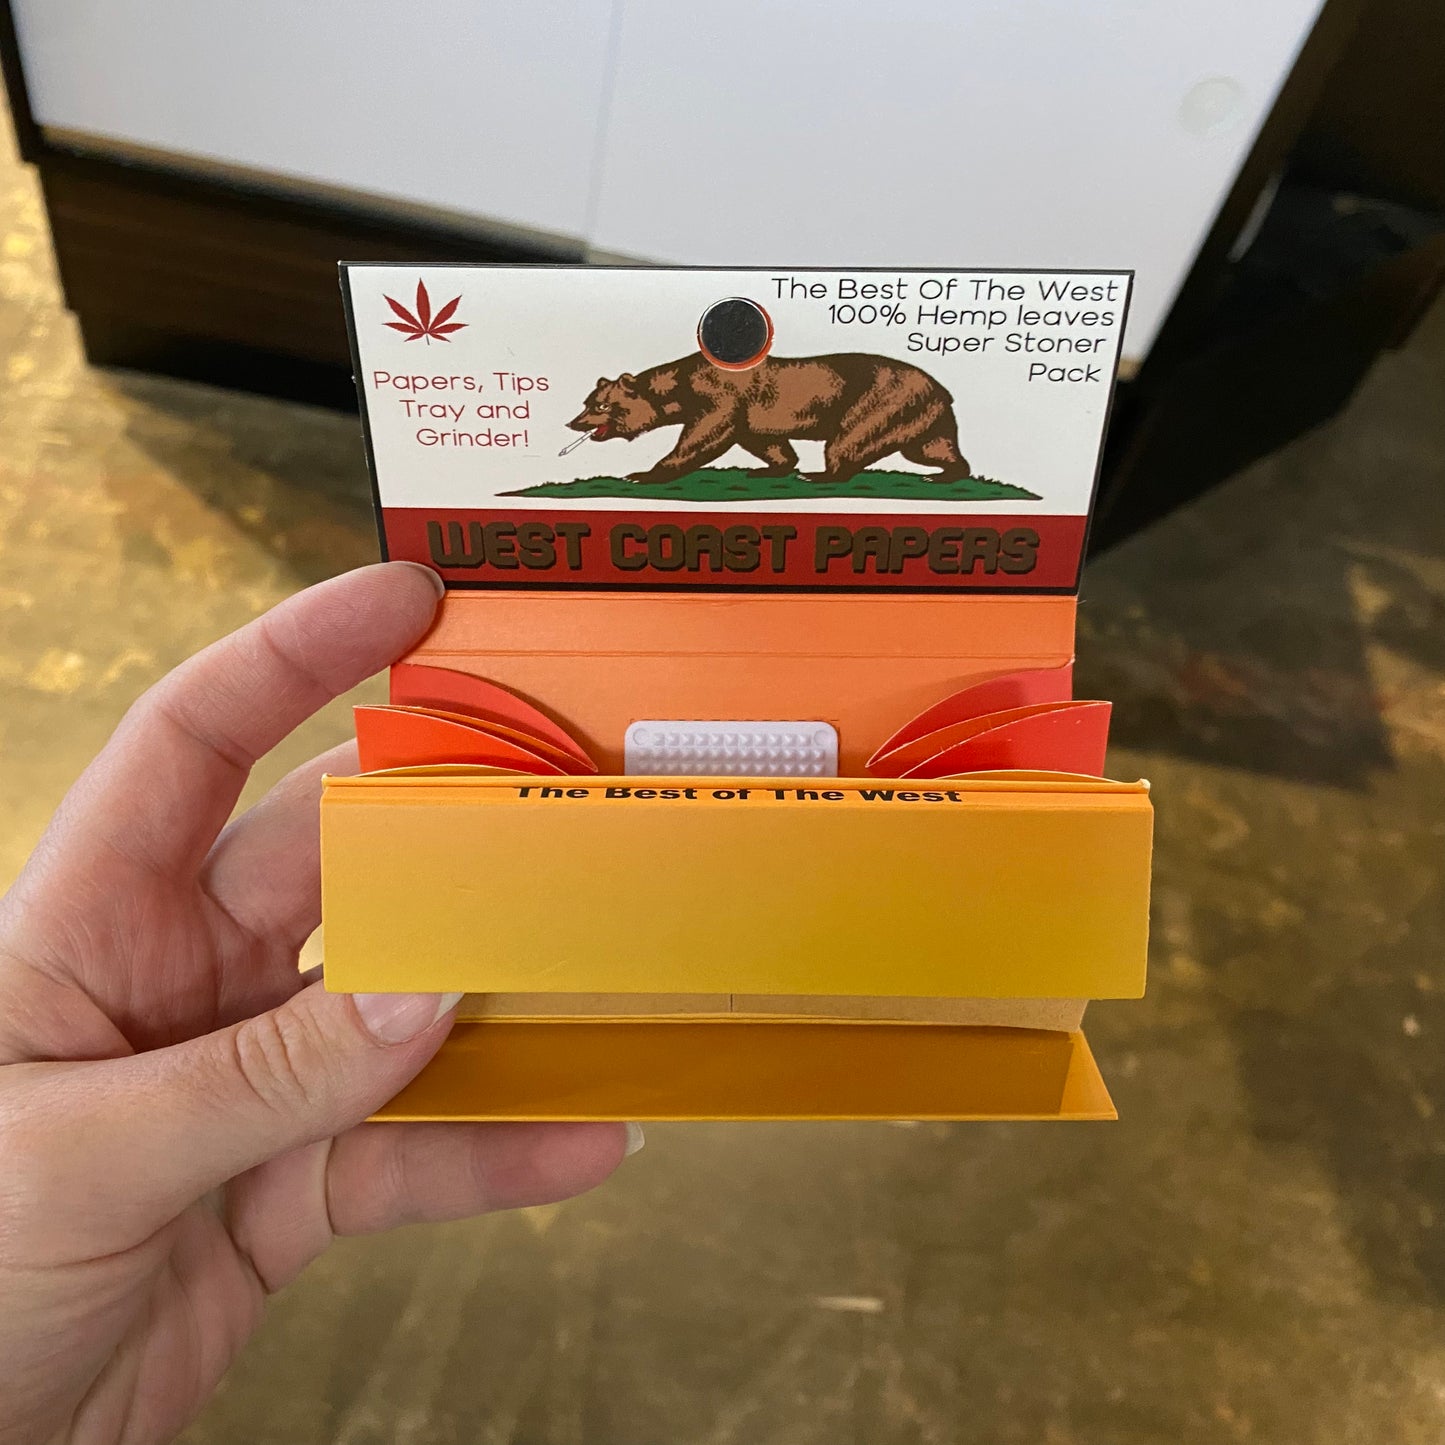 The Best Of The West
100% Hemp leaves
Super Stoner
Pack
Papers, Tips
Tray and
Grinder!
WEST COAST PAPERS
The Best of The West